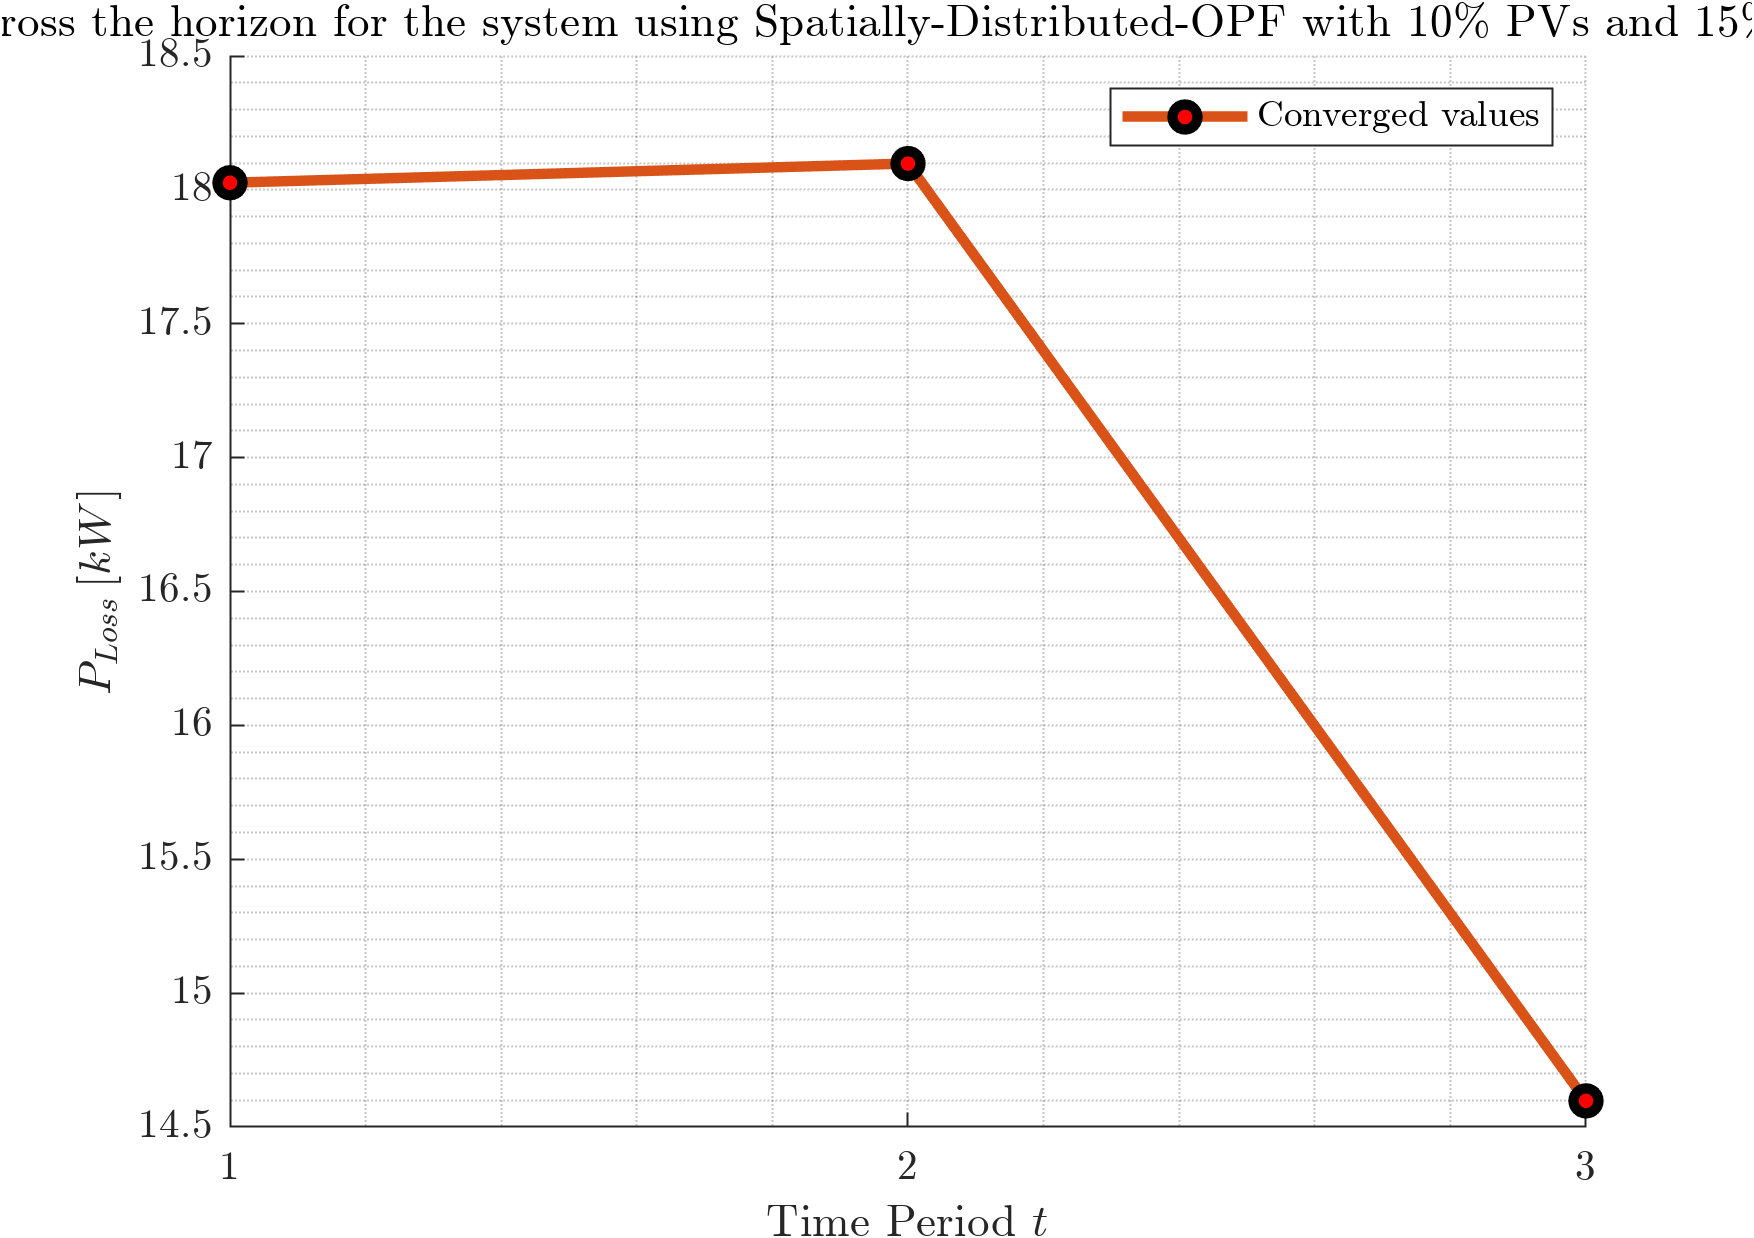 ross the horizon for the system using Spatially-Distributed-OPF with 10% PVs and 15%
Converged values
18.5
18
17.5
17
16.5
16
15.5
15
14.5
P_Loss [kW]
1 2 3
Time Period t